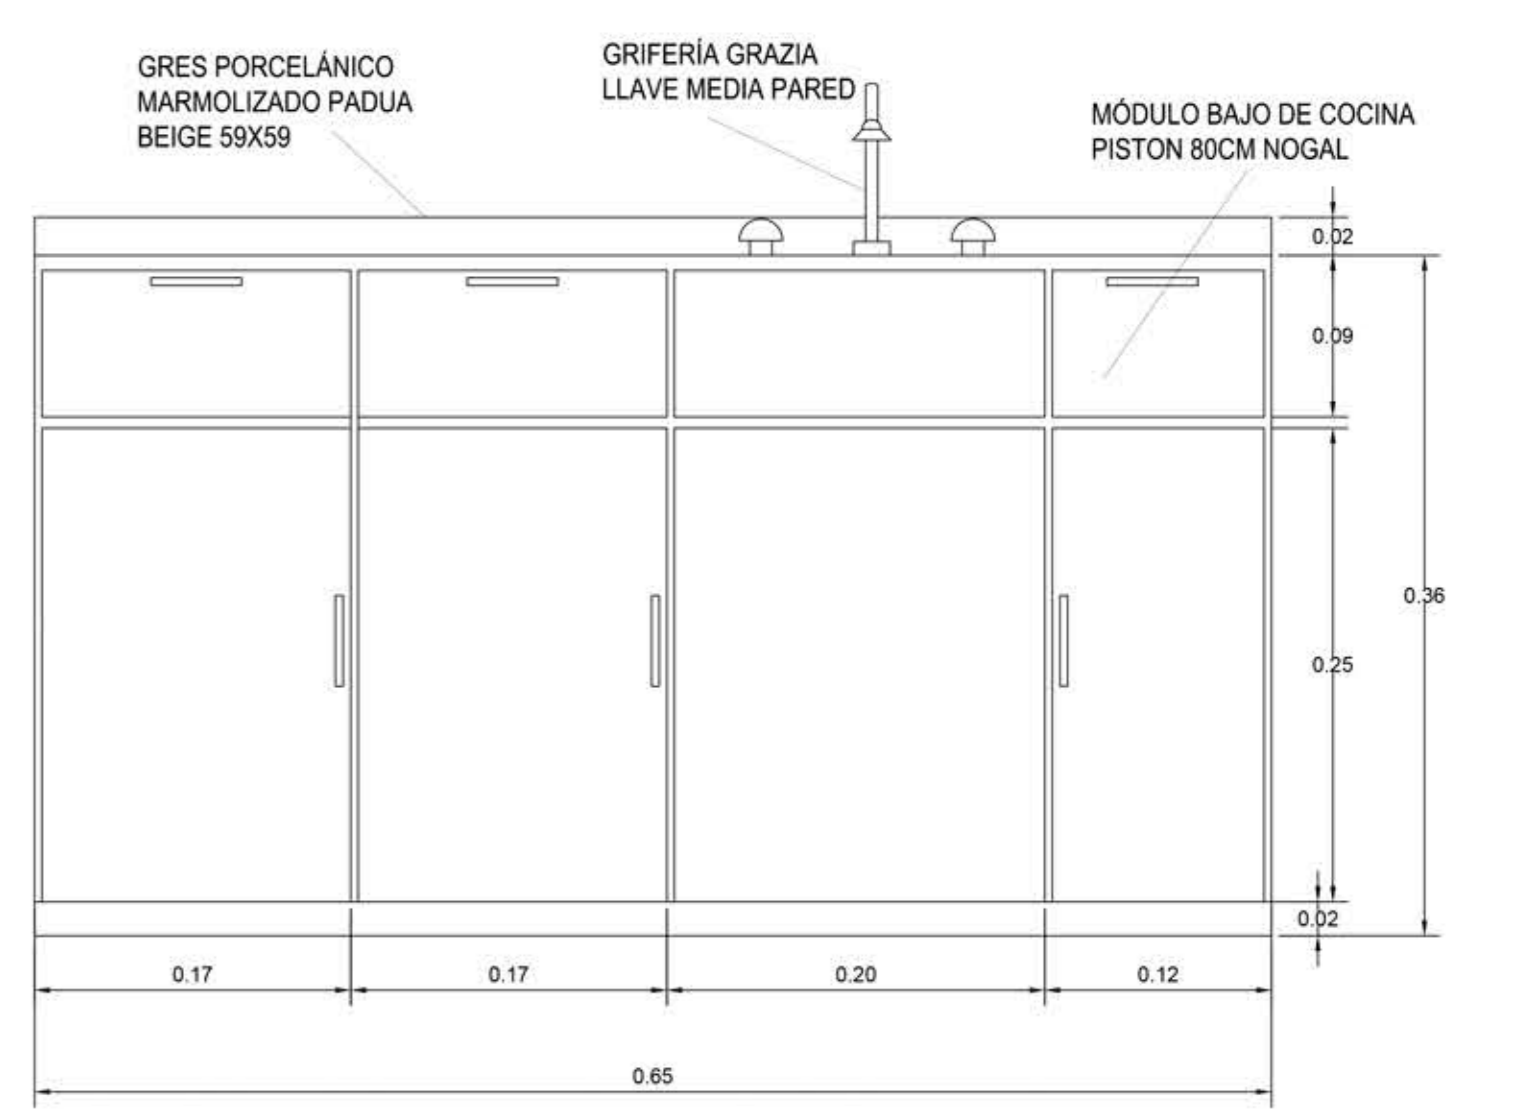 GRIFERÍA GRAZIA
LLAVE MEDIA PARED
GRES PORCELÁNICO
MARMOLIZADO PADUA
BEIGE 59X59
MÓDULO BAJO DE COCINA
PISTON 80CM NOGAL
0.02
0.09
0.36
0.25
0.02
0.17
0.17
0.20
0.12
0.65